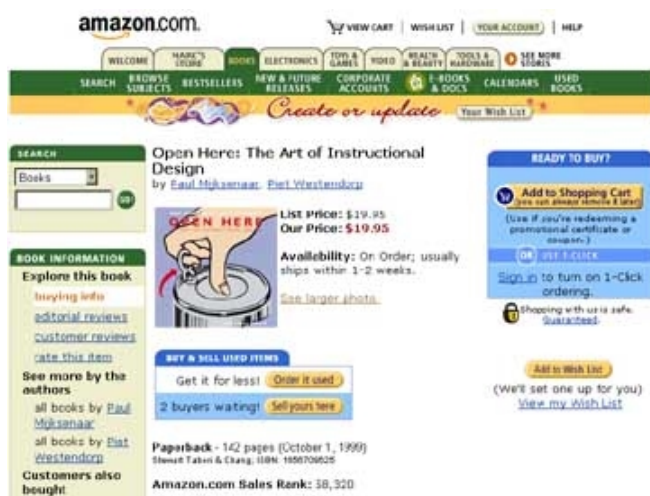 amazon.com.
VIEW CART | WISH LIST | YOUR ACCOUNT | HELP
WELCOME
MARC'S STORE
BOOKS
ELECTRONICS
TOYS & GAMES
VIDEO
HEALTH & BEAUTY
TOOLS & HARDWARE
SEE MORE STORES
SEARCH
BROWSE SUBJECTS
BESTSELLERS
NEW & FUTURE RELEASES
CORPORATE ACCOUNTS
E-BOOKS & DOCS
CALENDARS
USED BOOKS
Create or update Your Wish List
SEARCH
Books
GO!
BOOK INFORMATION
Explore this book
buying info
editorial reviews
customer reviews
rate this item
See more by the
authors
all books by Paul
Mijksenaar
all books by Piet
Westendorp
Customers also
bought
Open Here: The Art of Instructional
Design
by Paul Mijksenaar, Piet Westendorp
OPEN HERE
List Price: $19.95
Our Price: $19.95
Availability: On Order; usually
ships within 1-2 weeks.
See larger photo.
BUY & SELL USED ITEMS
Get it for less! Order it used
2 buyers waiting! Sell yours here
Paperback - 142 pages (October 1, 1999)
Stewart Tabori & Chang; ISBN:
Amazon.com Sales Rank: 58,320
READY TO BUY?
Add to Shopping Cart
(you can always remove it later)
(Use if you're redeeming a
promotional certificate or
coupon.)
OR USE 1-CLICK
Sign in to turn on 1-Click
ordering.
Shopping with us is safe.
Guaranteed.
Add to Wish List
(We'll set one up for you)
View my Wish List